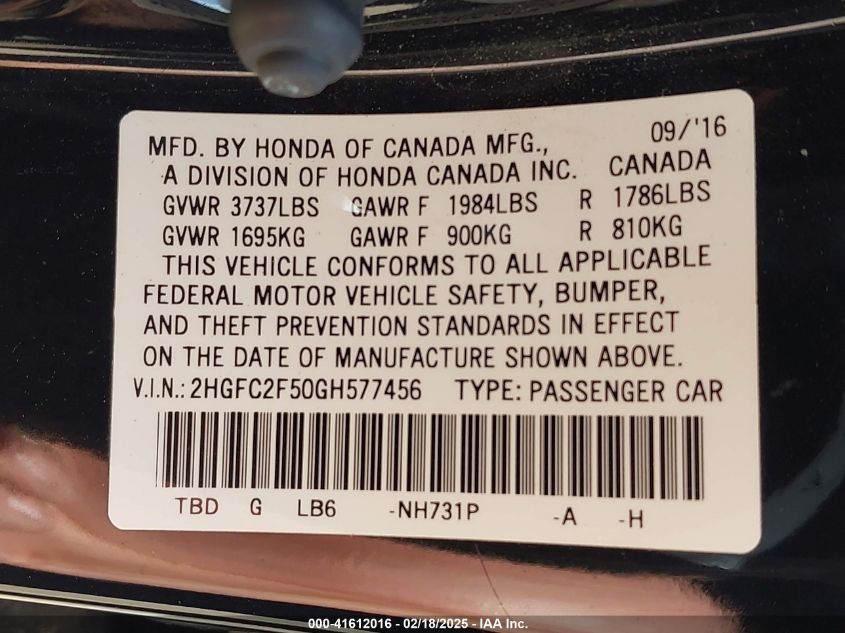 09/'16
MFD. BY HONDA OF CANADA MFG.,
A DIVISION OF HONDA CANADA INC. CANADA
GVWR 3737LBS GAWR F 1984LBS R 1786LBS
GVWR 1695KG GAWR F 900KG R 810KG
THIS VEHICLE CONFORMS TO ALL APPLICABLE
FEDERAL MOTOR VEHICLE SAFETY, BUMPER,
AND THEFT PREVENTION STANDARDS IN EFFECT
ON THE DATE OF MANUFACTURE SHOWN ABOVE.
V.I.N.: 2HGFC2F50GH577456 TYPE: PASSENGER CAR
TBD G LB6 -NH731P -A -H
000-41612016 - 02/18/2025 - IAA Inc.